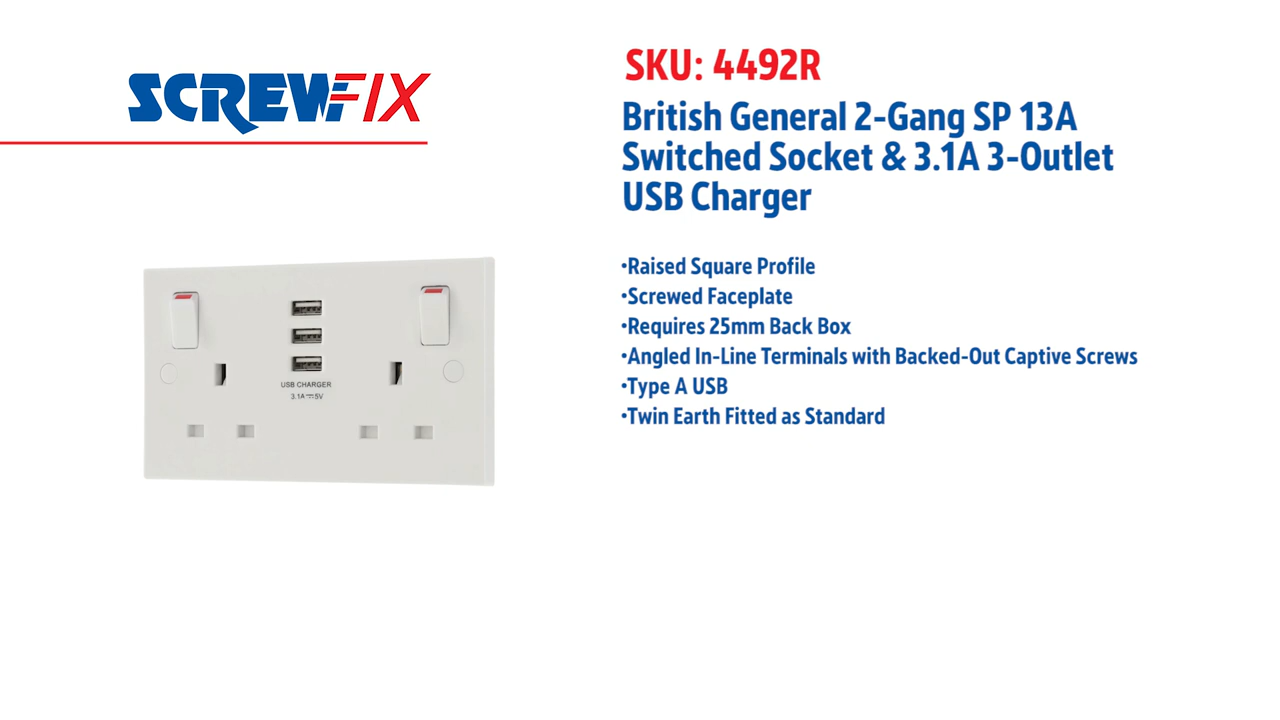 SCREWFIX
SKU: 4492R
British General 2-Gang SP 13A
Switched Socket & 3.1A 3-Outlet
USB Charger
•Raised Square Profile
•Screwed Faceplate
•Requires 25mm Back Box
•Angled In-Line Terminals with Backed-Out Captive Screws
•Type A USB
•Twin Earth Fitted as Standard
USB CHARGER
3.1A⎓5V